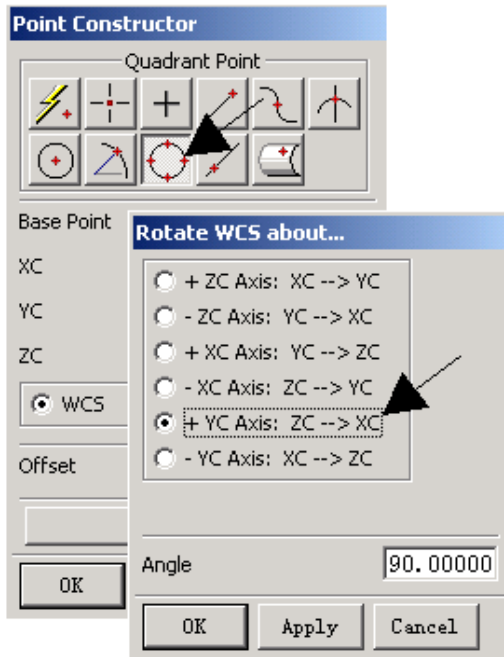 Point Constructor
Quadrant Point
Base Point
XC
YC
ZC
WCS
Offset
OK
Rotate WCS about...
+ ZC Axis: XC --> YC
- ZC Axis: YC --> XC
+ XC Axis: YC --> ZC
- XC Axis: ZC --> YC
+ YC Axis: ZC --> XC
- YC Axis: XC --> ZC
Angle 90.00000
OK Apply Cancel